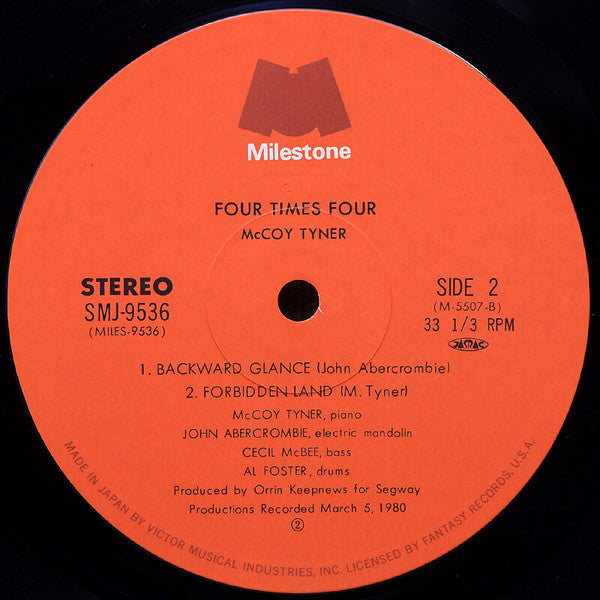 Milestone
FOUR TIMES FOUR
McCOY TYNER
STEREO
SMJ-9536
(MILES-9536)
SIDE 2
(M-5507-B)
33 1/3 RPM
JASRAC
1. BACKWARD GLANCE (John Abercrombie)
2. FORBIDDEN LAND (M. Tyner)
McCOY TYNER, piano
JOHN ABERCROMBIE, electric mandolin
CECIL McBEE, bass
AL FOSTER, drums
Produced by Orrin Keepnews for Segway
Productions Recorded March 5, 1980
②
MADE IN JAPAN BY VICTOR MUSICAL INDUSTRIES, INC. LICENSED BY FANTASY RECORDS, U.S.A.